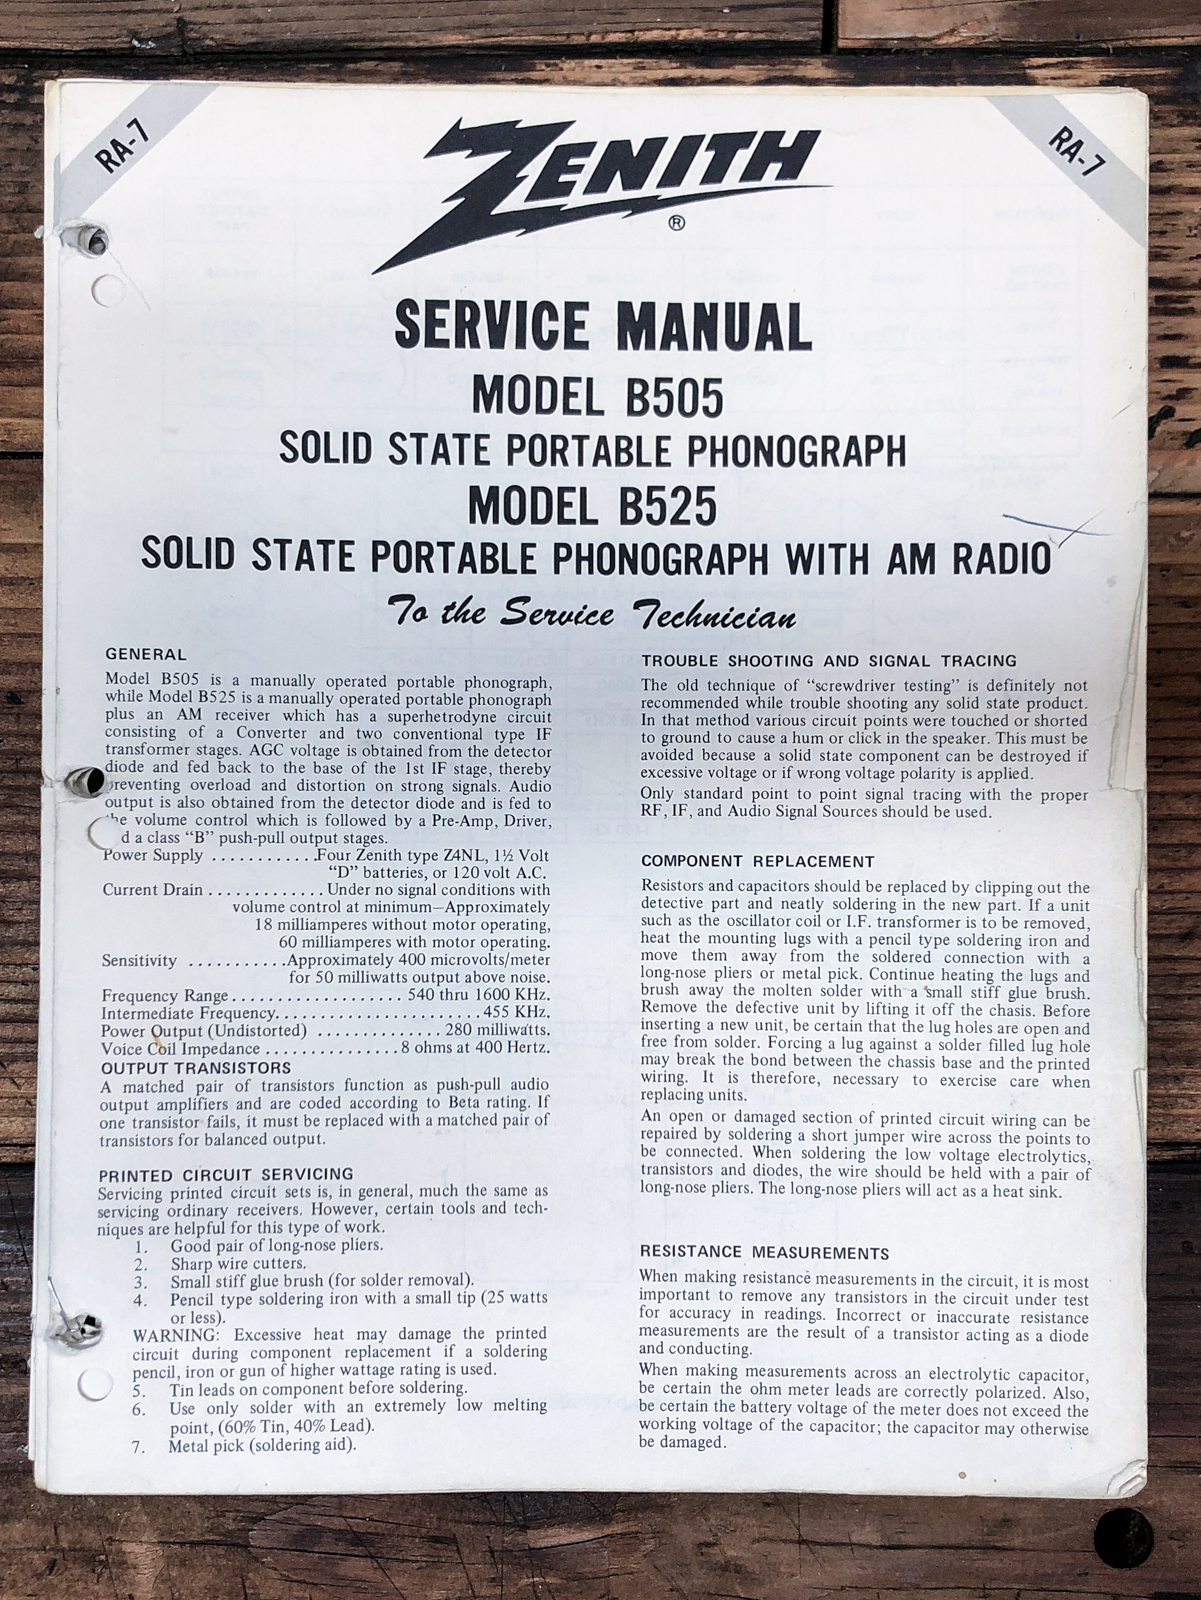 RA-7
RA-7
ZENITH
®
SERVICE MANUAL
MODEL B505
SOLID STATE PORTABLE PHONOGRAPH
MODEL B525
SOLID STATE PORTABLE PHONOGRAPH WITH AM RADIO
To the Service Technician
GENERAL
Model B505 is a manually operated portable phonograph,
while Model B525 is a manually operated portable phonograph
plus an AM receiver which has a superhetrodyne circuit
consisting of a Converter and two conventional type IF
transformer stages. AGC voltage is obtained from the detector
diode and fed back to the base of the 1st IF stage, thereby
preventing overload and distortion on strong signals. Audio
output is also obtained from the detector diode and is fed to
the volume control which is followed by a Pre-Amp, Driver,
d a class “B” push-pull output stages.
Power Supply ............Four Zenith type Z4NL, 1½ Volt
“D” batteries, or 120 volt A.C.
Current Drain ............. Under no signal conditions with
volume control at minimum—Approximately
18 milliamperes without motor operating,
60 milliamperes with motor operating.
Sensitivity ...........Approximately 400 microvolts/meter
for 50 milliwatts output above noise.
Frequency Range ................... 540 thru 1600 KHz.
Intermediate Frequency....................... 455 KHz.
Power Output (Undistorted) .............. 280 milliwatts.
Voice Coil Impedance ............... 8 ohms at 400 Hertz.
OUTPUT TRANSISTORS
A matched pair of transistors function as push-pull audio
output amplifiers and are coded according to Beta rating. If
one transistor fails, it must be replaced with a matched pair of
transistors for balanced output.
PRINTED CIRCUIT SERVICING
Servicing printed circuit sets is, in general, much the same as
servicing ordinary receivers. However, certain tools and tech-
niques are helpful for this type of work.
1. Good pair of long-nose pliers.
2. Sharp wire cutters.
3. Small stiff glue brush (for solder removal).
4. Pencil type soldering iron with a small tip (25 watts
or less).
WARNING: Excessive heat may damage the printed
circuit during component replacement if a soldering
pencil, iron or gun of higher wattage rating is used.
5. Tin leads on component before soldering.
6. Use only solder with an extremely low melting
point, (60% Tin, 40% Lead).
7. Metal pick (soldering aid).
TROUBLE SHOOTING AND SIGNAL TRACING
The old technique of “screwdriver testing” is definitely not
recommended while trouble shooting any solid state product.
In that method various circuit points were touched or shorted
to ground to cause a hum or click in the speaker. This must be
avoided because a solid state component can be destroyed if
excessive voltage or if wrong voltage polarity is applied.
Only standard point to point signal tracing with the proper
RF, IF, and Audio Signal Sources should be used.
COMPONENT REPLACEMENT
Resistors and capacitors should be replaced by clipping out the
defective part and neatly soldering in the new part. If a unit
such as the oscillator coil or I.F. transformer is to be removed,
heat the mounting lugs with a pencil type soldering iron and
move them away from the soldered connection with a
long-nose pliers or metal pick. Continue heating the lugs and
brush away the molten solder with a small stiff glue brush.
Remove the defective unit by lifting it off the chasis. Before
inserting a new unit, be certain that the lug holes are open and
free from solder. Forcing a lug against a solder filled lug hole
may break the bond between the chassis base and the printed
wiring. It is therefore, necessary to exercise care when
replacing units.
An open or damaged section of printed circuit wiring can be
repaired by soldering a short jumper wire across the points to
be connected. When soldering the low voltage electrolytics,
transistors and diodes, the wire should be held with a pair of
long-nose pliers. The long-nose pliers will act as a heat sink.
RESISTANCE MEASUREMENTS
When making resistance measurements in the circuit, it is most
important to remove any transistors in the circuit under test
for accuracy in readings. Incorrect or inaccurate resistance
measurements are the result of a transistor acting as a diode
and conducting.
When making measurements across an electrolytic capacitor,
be certain the ohm meter leads are correctly polarized. Also,
be certain the battery voltage of the meter does not exceed the
working voltage of the capacitor; the capacitor may otherwise
be damaged.